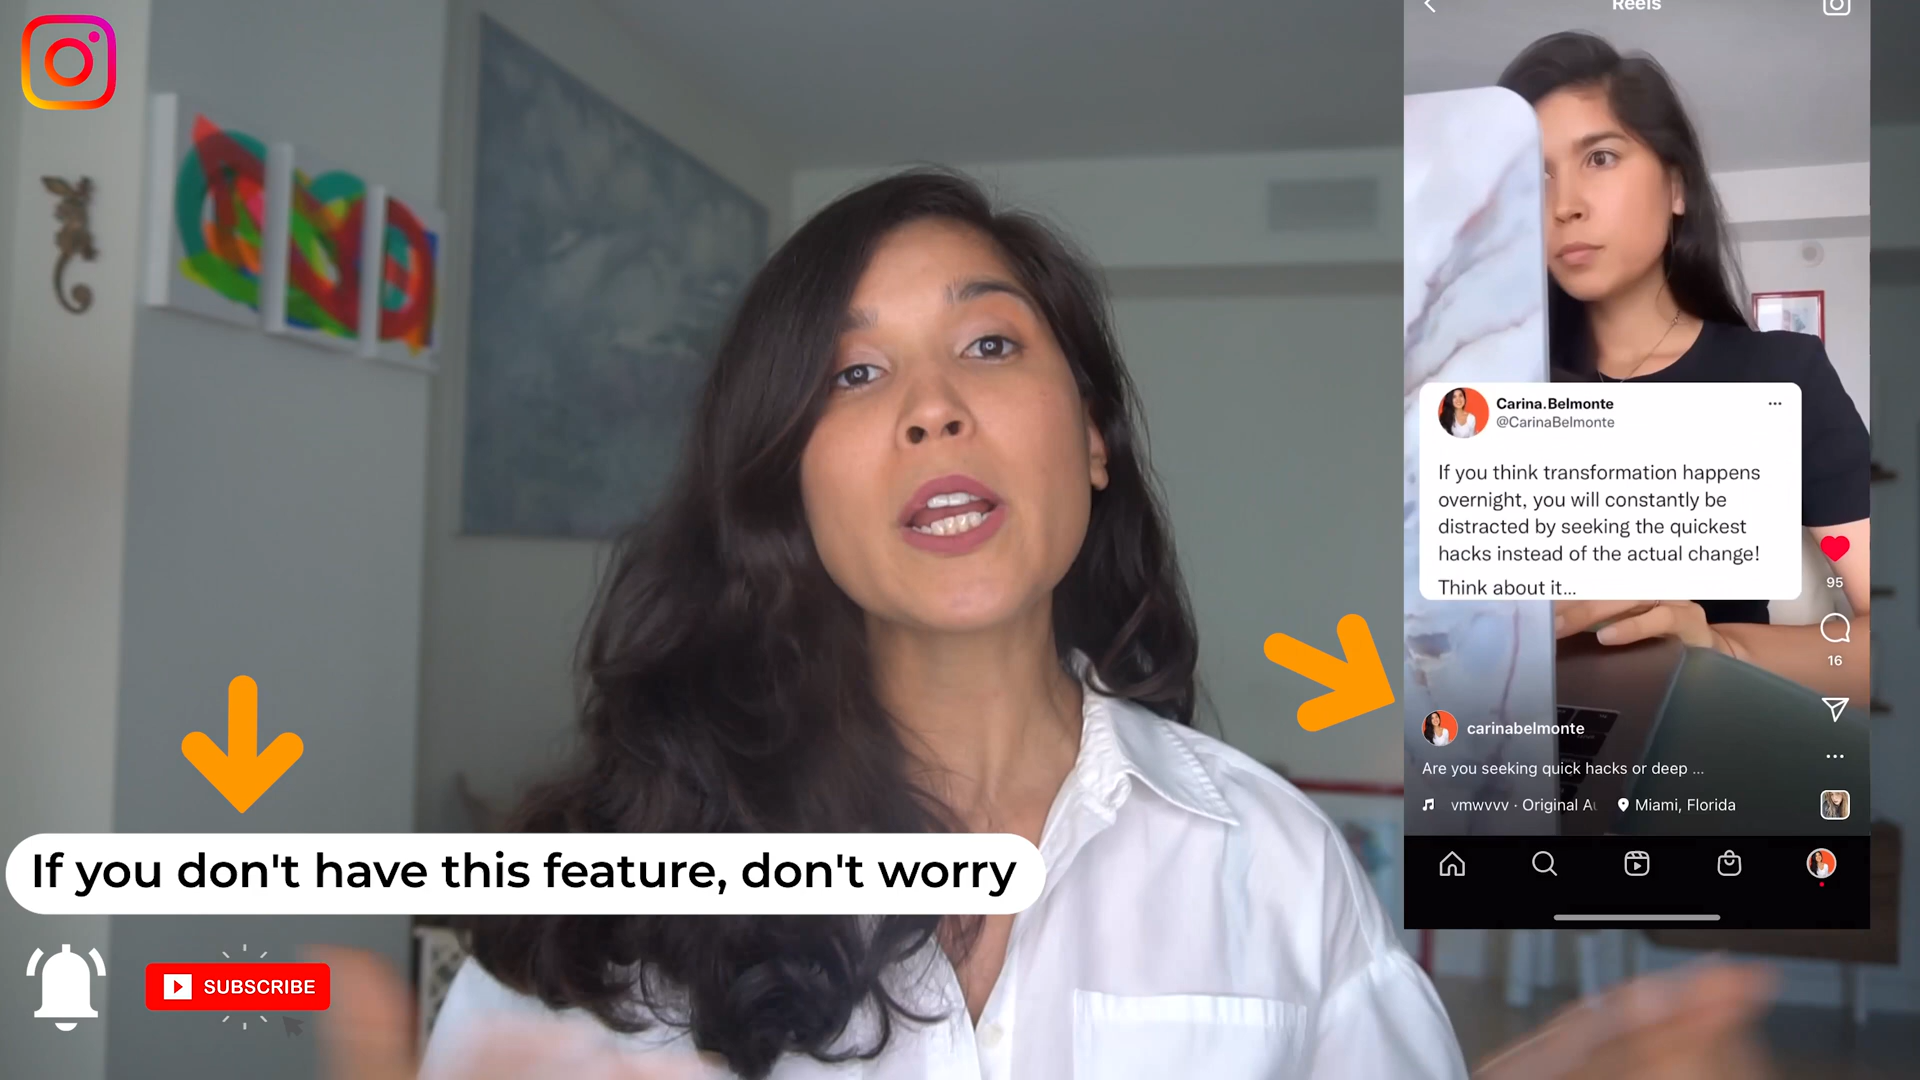 Reels
Carina.Belmonte
@CarinaBelmonte
If you think transformation happens
overnight, you will constantly be
distracted by seeking the quickest
hacks instead of the actual change!
Think about it...
95
16
carinabelmonte
Are you seeking quick hacks or deep ...
vmwvvv · Original A
Miami, Florida
If you don't have this feature, don't worry
SUBSCRIBE